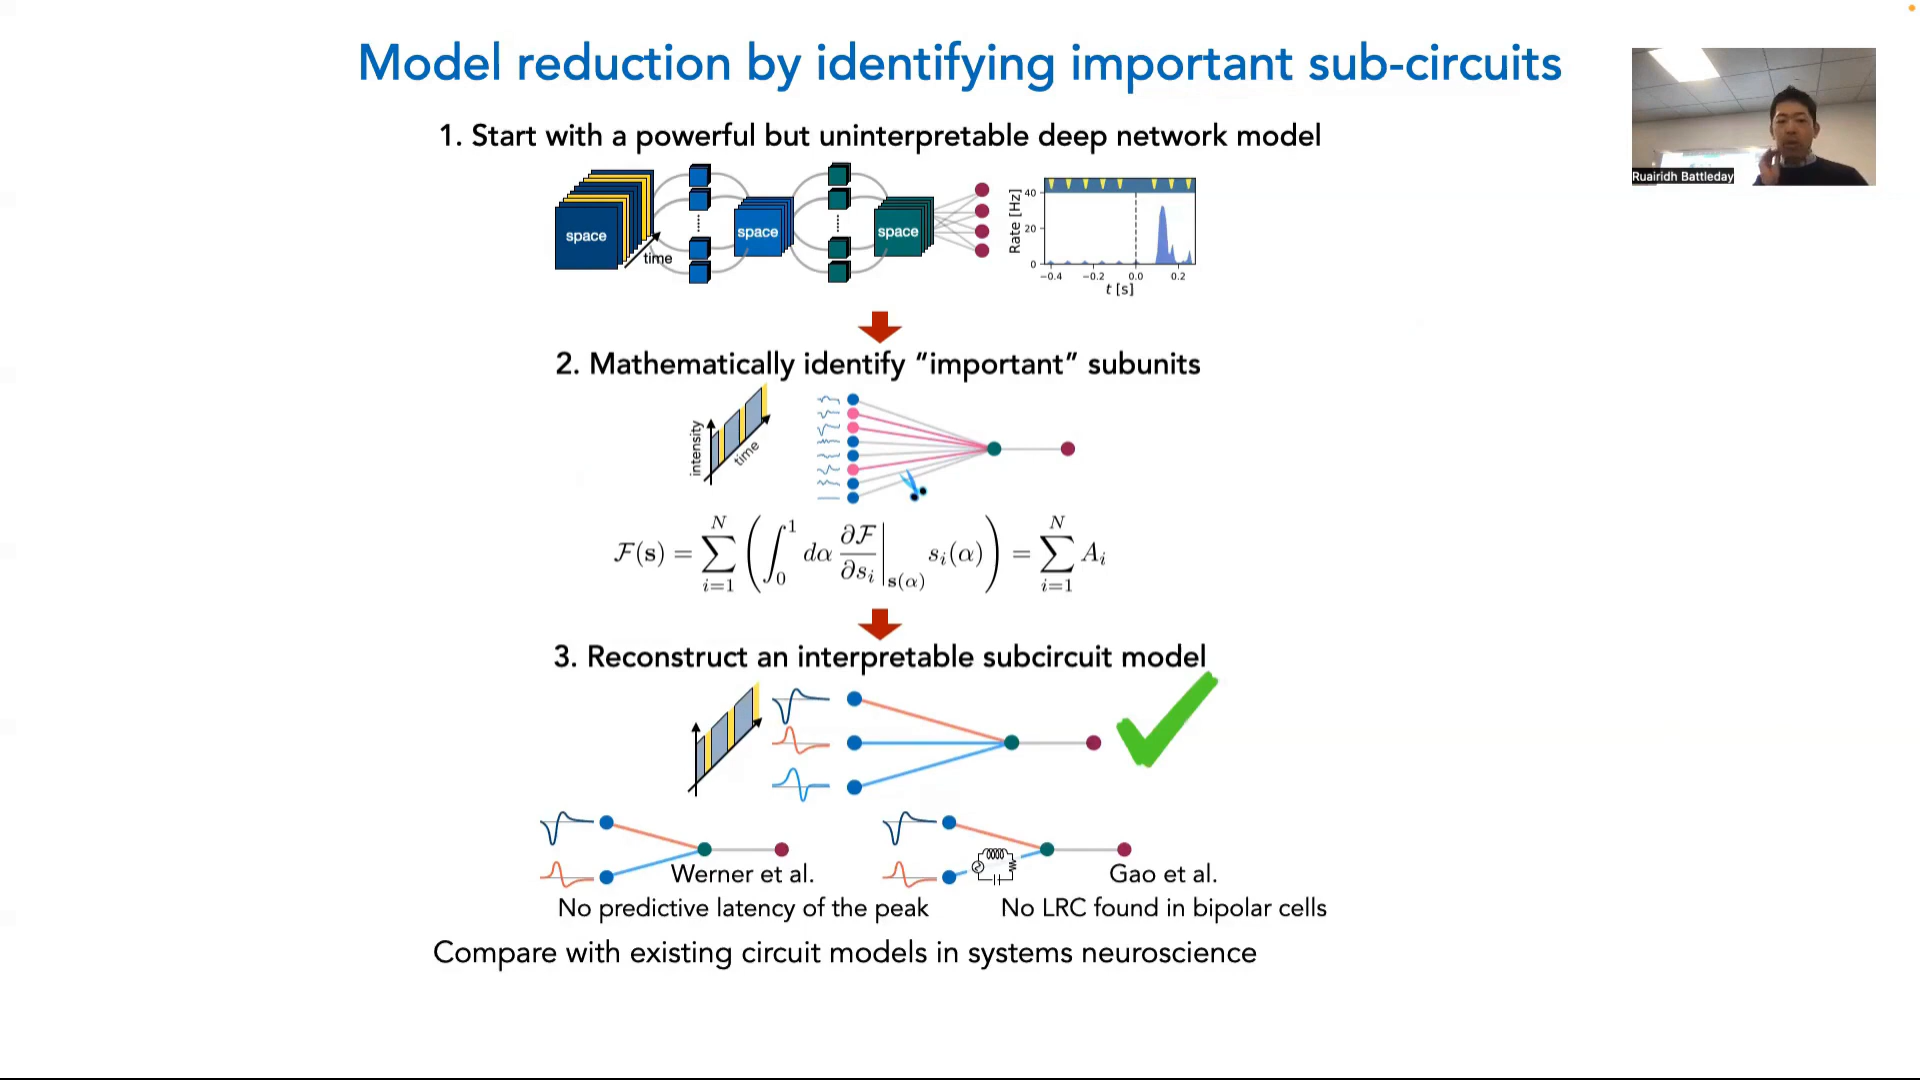 Model reduction by identifying important sub-circuits
Ruairidh Battleday
1. Start with a powerful but uninterpretable deep network model
space
time
space
space
Rate [Hz]
40
20
0
−0.4 −0.2 0.0 0.2
t [s]
2. Mathematically identify “important” subunits
intensity
time
F(s) = ∑_{i=1}^{N} (∫_0^1 dα ∂F/∂s_i |_{s(α)} s_i(α)) = ∑_{i=1}^{N} A_i
3. Reconstruct an interpretable subcircuit model
Werner et al.
No predictive latency of the peak
Gao et al.
No LRC found in bipolar cells
Compare with existing circuit models in systems neuroscience